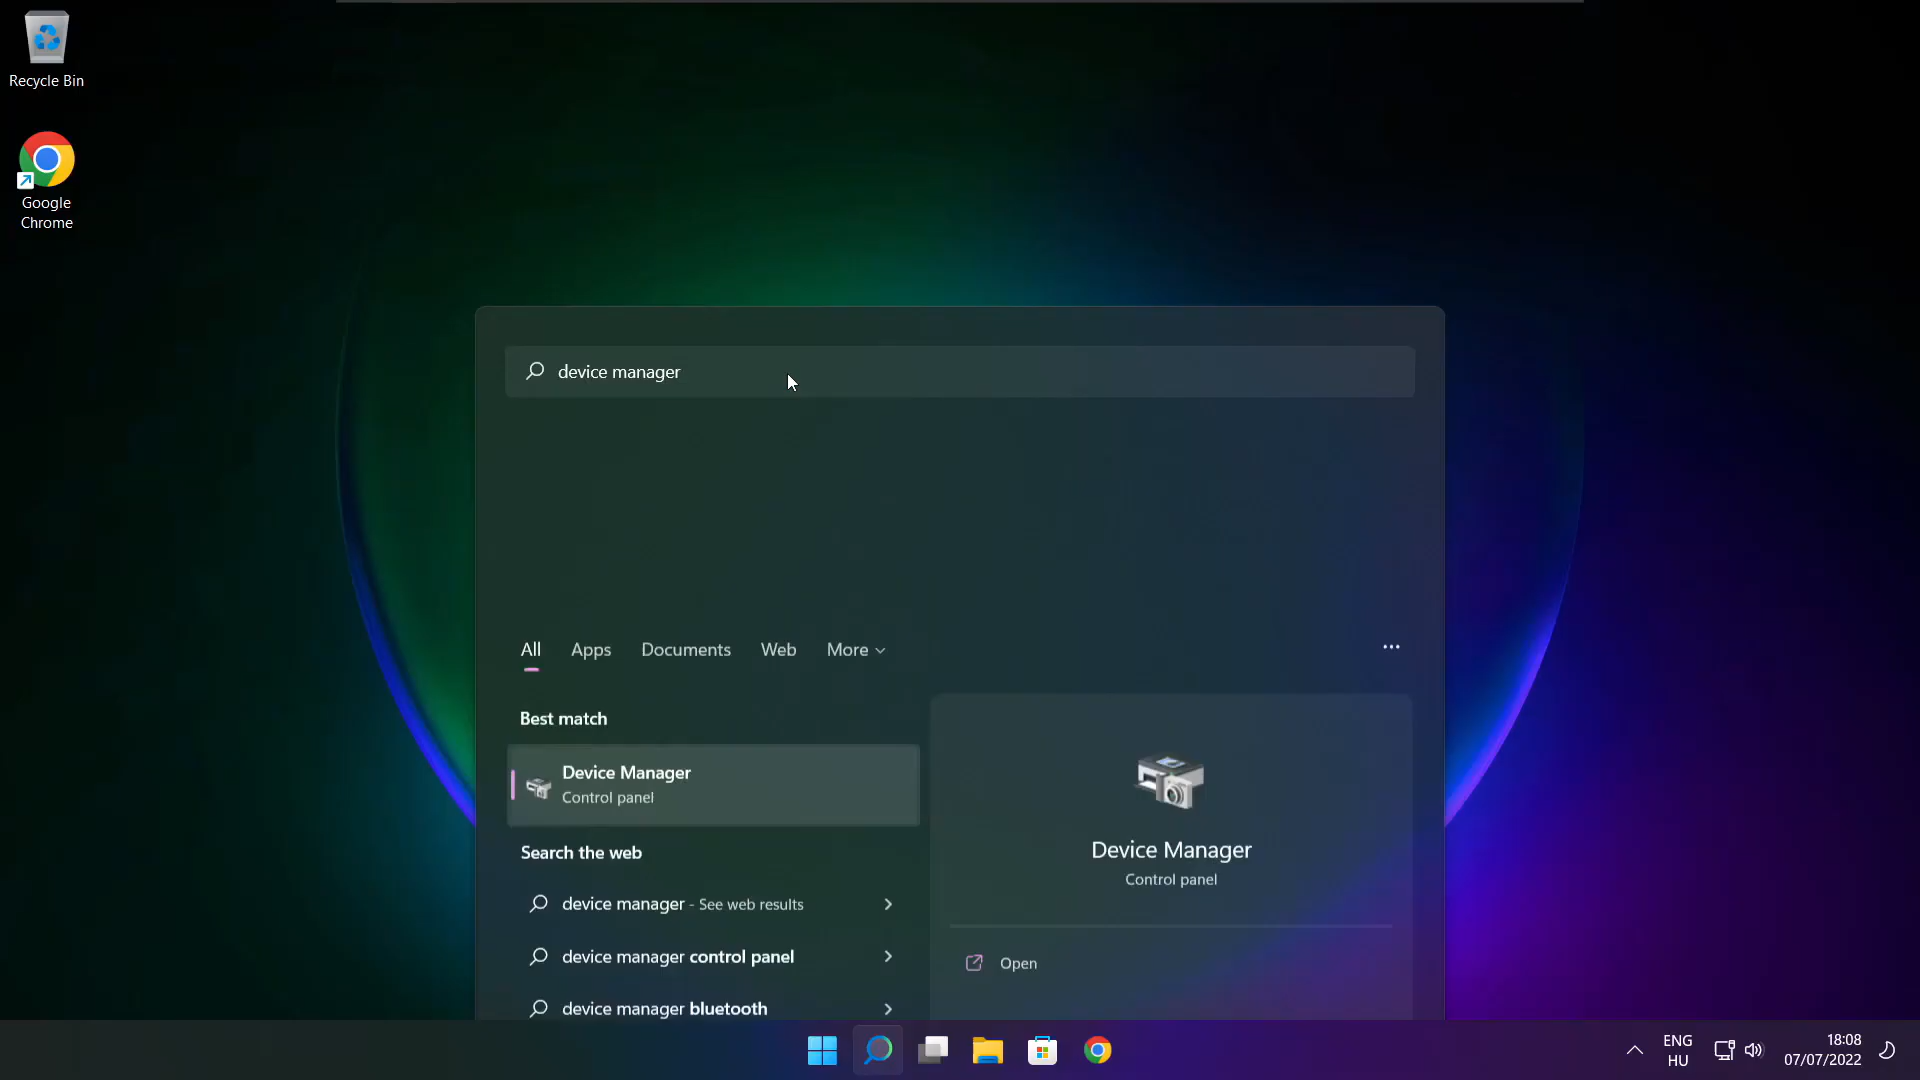 Recycle Bin
Google
Chrome
device manager
All Apps Documents Web More
Best match
Device Manager
Control panel
Search the web
device manager - See web results
device manager control panel
device manager bluetooth
Device Manager
Control panel
Open
ENG
HU
18:08
07/07/2022